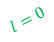 l = 0